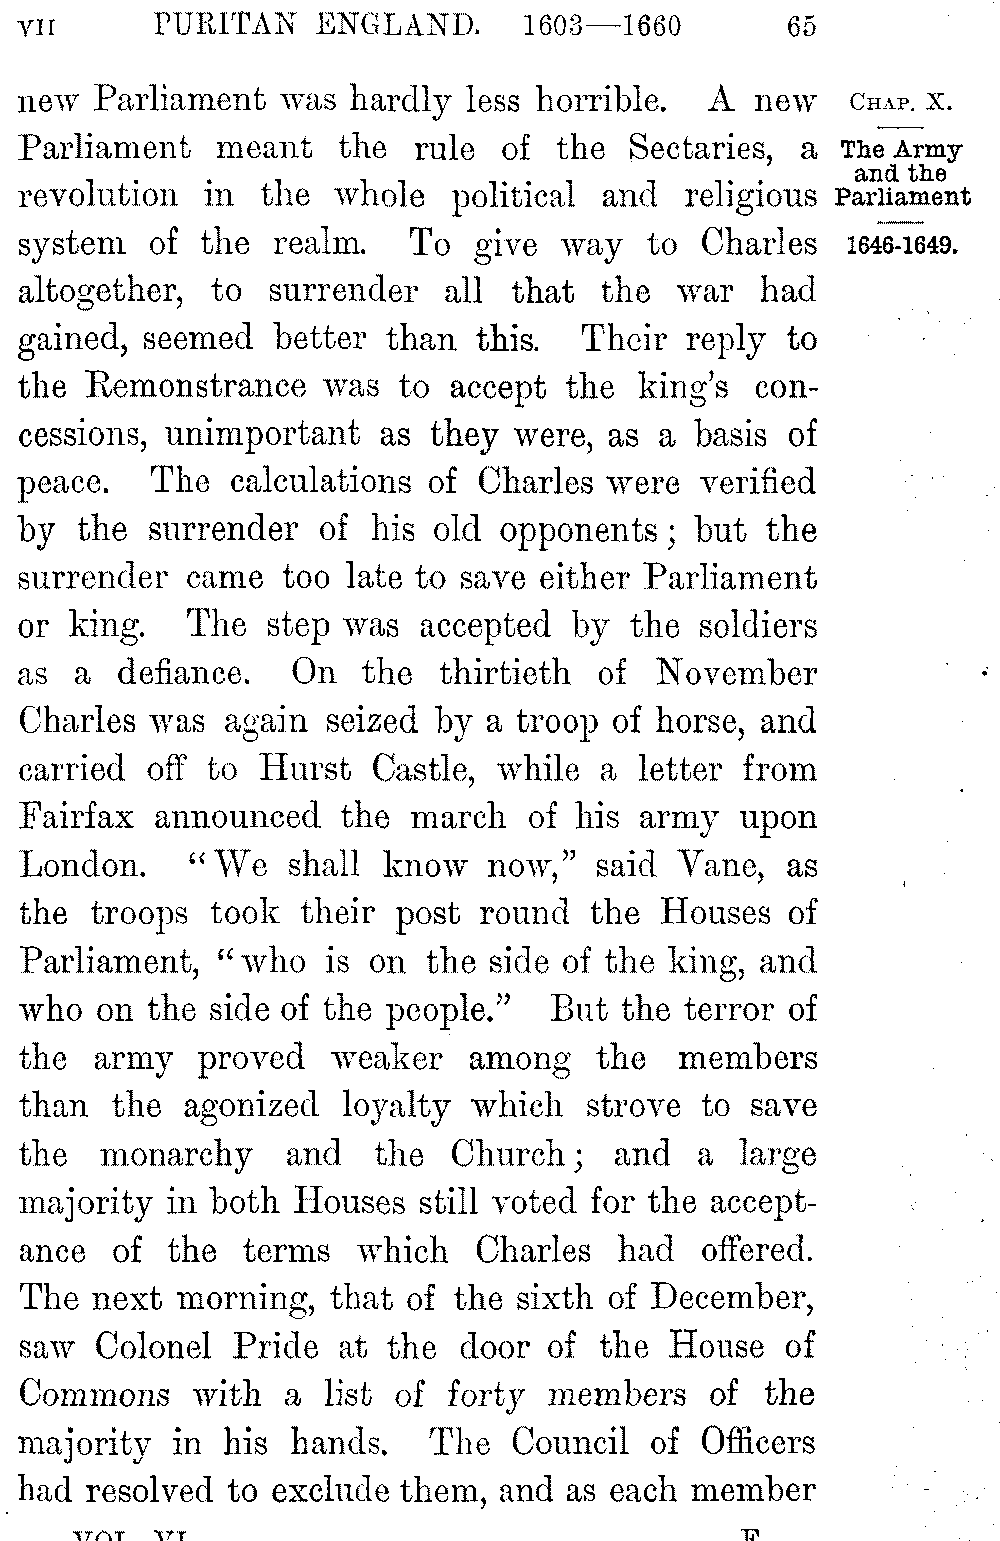 VII PURITAN ENGLAND. 1603—1660 65
new Parliament was hardly less horrible. A new
Parliament meant the rule of the Sectaries, a
revolution in the whole political and religious
system of the realm. To give way to Charles
altogether, to surrender all that the war had
gained, seemed better than this. Their reply to
the Remonstrance was to accept the king's con-
cessions, unimportant as they were, as a basis of
peace. The calculations of Charles were verified
by the surrender of his old opponents; but the
surrender came too late to save either Parliament
or king. The step was accepted by the soldiers
as a defiance. On the thirtieth of November
Charles was again seized by a troop of horse, and
carried off to Hurst Castle, while a letter from
Fairfax announced the march of his army upon
London. "We shall know now," said Vane, as
the troops took their post round the Houses of
Parliament, "who is on the side of the king, and
who on the side of the people." But the terror of
the army proved weaker among the members
than the agonized loyalty which strove to save
the monarchy and the Church; and a large
majority in both Houses still voted for the accept-
ance of the terms which Charles had offered.
The next morning, that of the sixth of December,
saw Colonel Pride at the door of the House of
Commons with a list of forty members of the
majority in his hands. The Council of Officers
had resolved to exclude them, and as each member
CHAP. X.
The Army
and the
Parliament
1646-1649.
VOL. VI. F